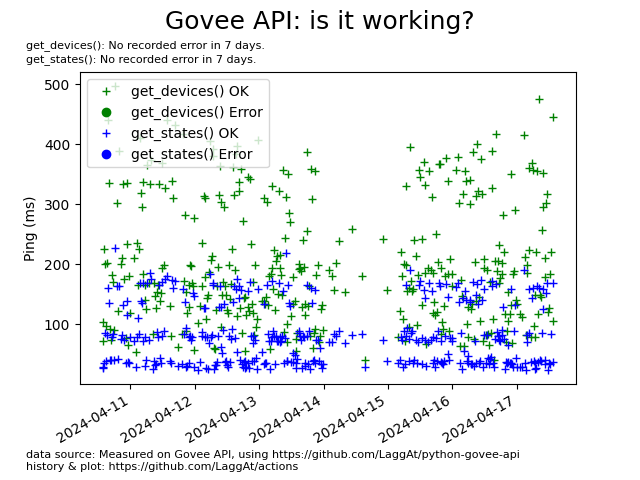 Govee API: is it working?
get_devices(): No recorded error in 7 days.
get_states(): No recorded error in 7 days.
get_devices() OK
get_devices() Error
get_states() OK
get_states() Error
500
400
300
200
100
Ping (ms)
2024-04-11
2024-04-12
2024-04-13
2024-04-14
2024-04-15
2024-04-16
2024-04-17
data source: Measured on Govee API, using https://github.com/LaggAt/python-govee-api
history & plot: https://github.com/LaggAt/actions